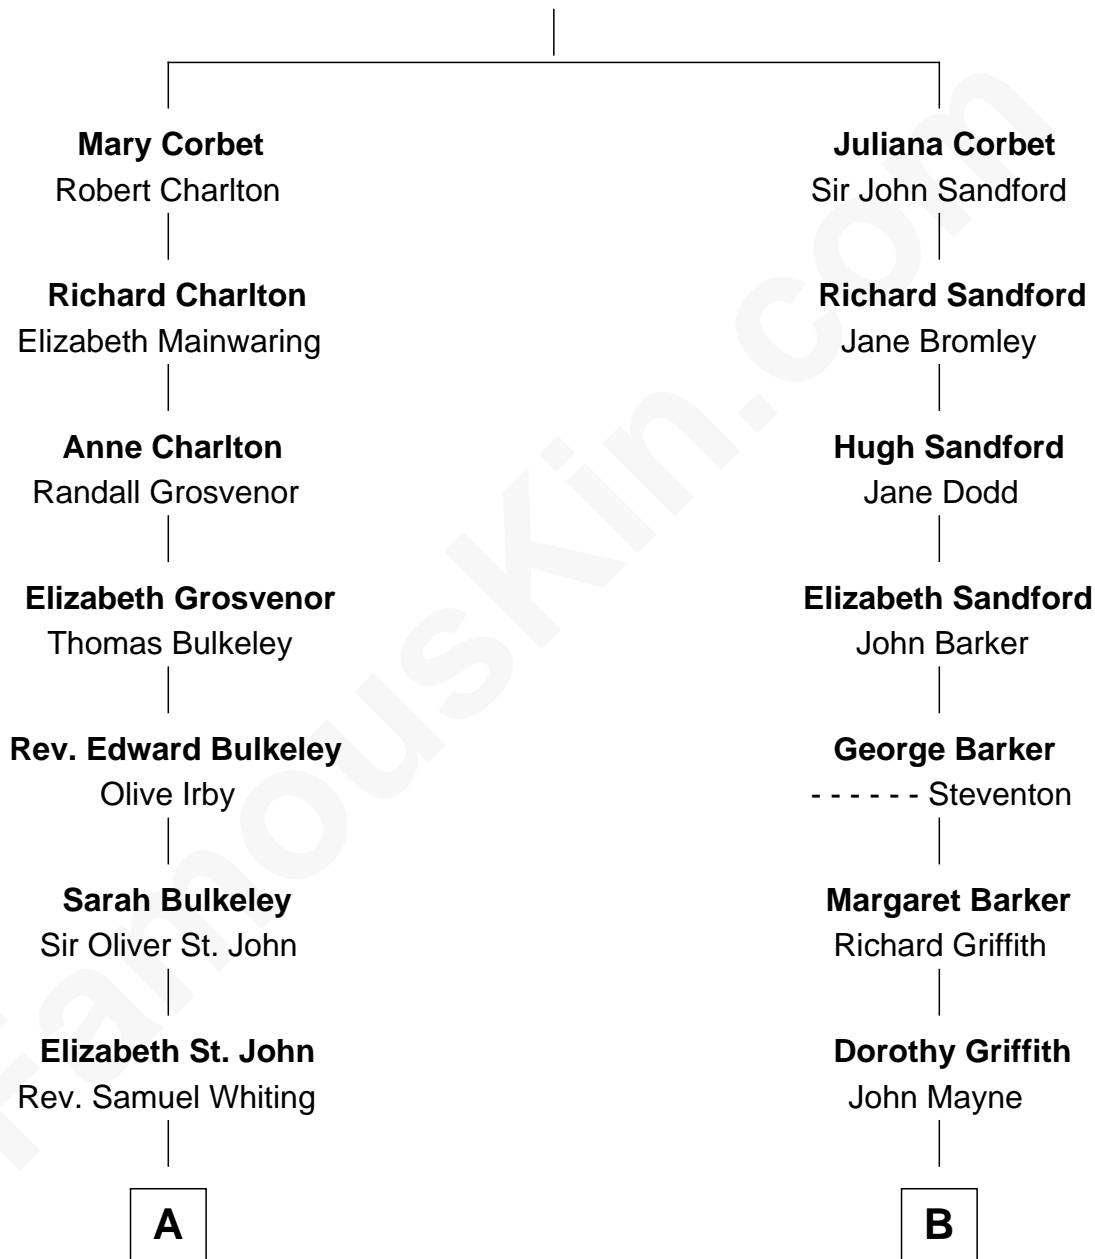 Mary Corbet
Robert Charlton
Richard Charlton
Elizabeth Mainwaring
Anne Charlton
Randall Grosvenor
Elizabeth Grosvenor
Thomas Bulkeley
Rev. Edward Bulkeley
Olive Irby
Sarah Bulkeley
Sir Oliver St. John
Elizabeth St. John
Rev. Samuel Whiting
A
Juliana Corbet
Sir John Sandford
Richard Sandford
Jane Bromley
Hugh Sandford
Jane Dodd
Elizabeth Sandford
John Barker
George Barker
- - - - - - Steventon
Margaret Barker
Richard Griffith
Dorothy Griffith
John Mayne
B
FamousKin.com